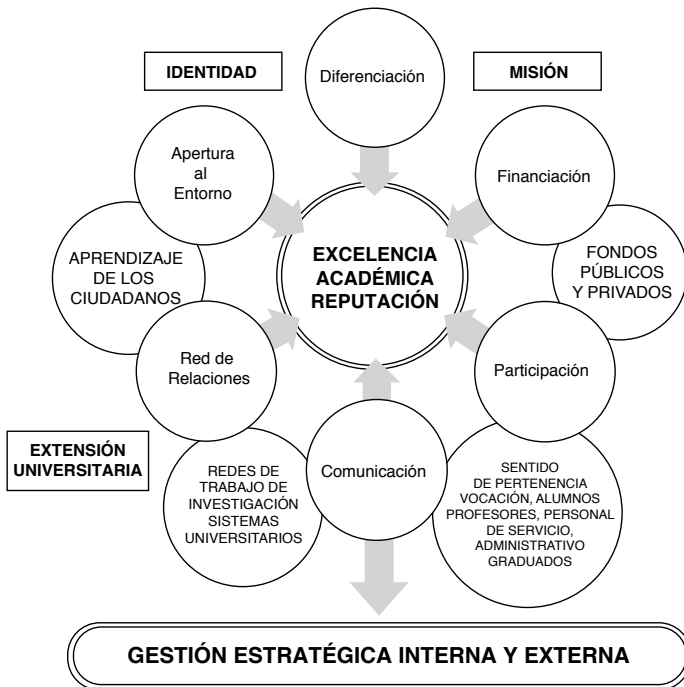 IDENTIDAD
Diferenciación
MISIÓN
Apertura
al
Entorno
Financiación
EXCELENCIA
ACADÉMICA
REPUTACIÓN
APRENDIZAJE
DE LOS
CIUDADANOS
FONDOS
PÚBLICOS
Y PRIVADOS
Red de
Relaciones
Participación
EXTENSIÓN
UNIVERSITARIA
REDES DE
TRABAJO DE
INVESTIGACIÓN
SISTEMAS
UNIVERSITARIOS
Comunicación
SENTIDO
DE PERTENENCIA
VOCACIÓN, ALUMNOS
PROFESORES, PERSONAL
DE SERVICIO,
ADMINISTRATIVO
GRADUADOS
GESTIÓN ESTRATÉGICA INTERNA Y EXTERNA